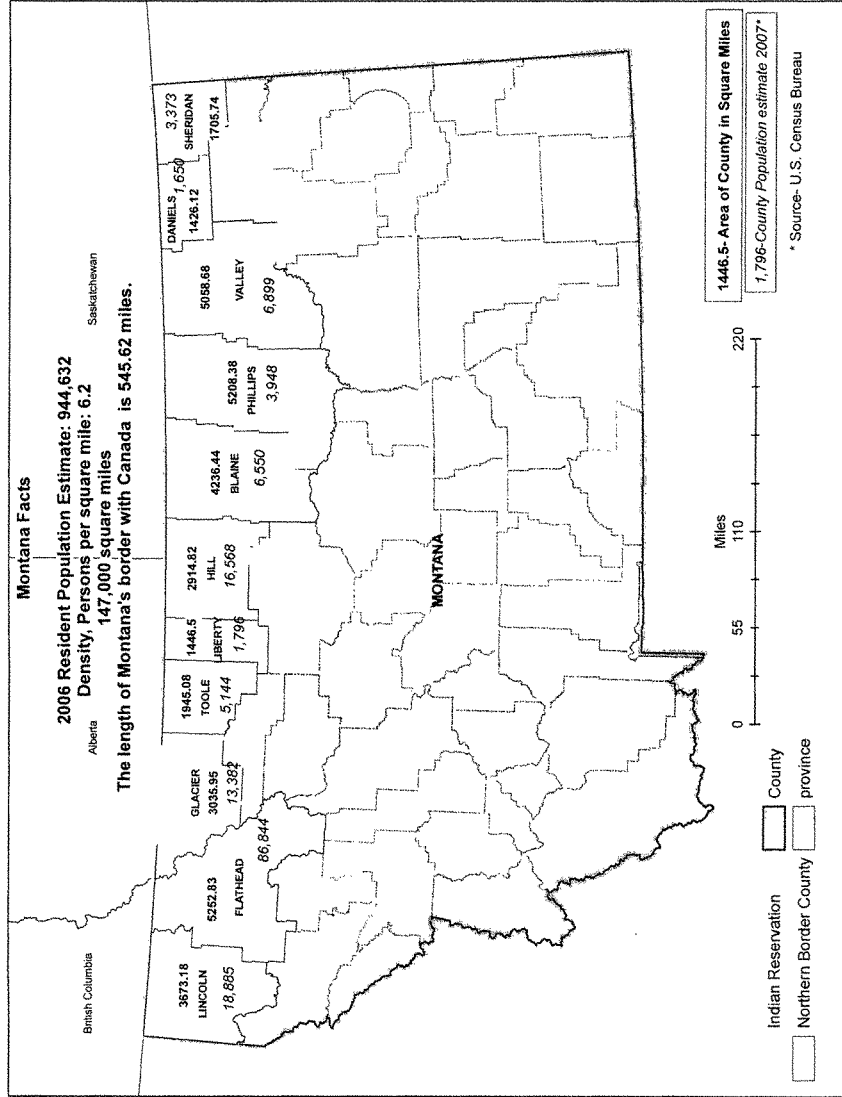 Montana Facts
2006 Resident Population Estimate: 944,632
Density, Persons per square mile: 6.2
147,000 square miles
The length of Montana's border with Canada is 545.62 miles.
British Columbia
Alberta
Saskatchewan
3673.18
LINCOLN
18,885
5252.83
FLATHEAD
86,844
GLACIER
3035.95
13,382
1945.08
TOOLE
5,144
1446.5
LIBERTY
1,796
2914.82
HILL
16,568
4236.44
BLAINE
6,550
5208.38
PHILLIPS
3,948
5058.68
VALLEY
6,899
DANIELS
1,650
1426.12
3,373
SHERIDAN
1705.74
MONTANA
Miles
0 55 110 220
Indian Reservation
County
Northern Border County
province
1446.5- Area of County in Square Miles
1,796-County Population estimate 2007*
* Source- U.S. Census Bureau